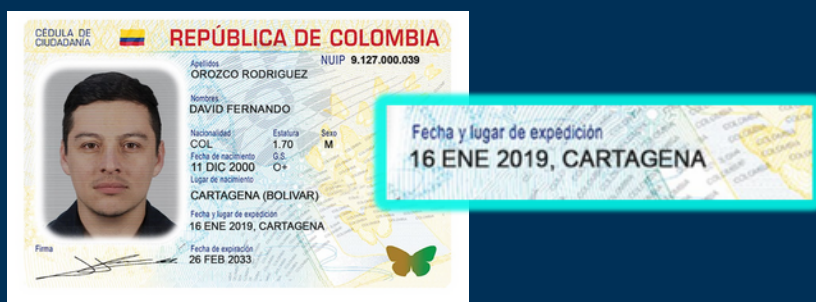 CÉDULA DE
CIUDADANÍA
REPÚBLICA DE COLOMBIA
NUIP 9.127.000.039
Apellidos
OROZCO RODRIGUEZ
Nombres
DAVID FERNANDO
Nacionalidad Estatura Sexo
COL 1.70 M
Fecha de nacimiento G.S.
11 DIC 2000 O+
Lugar de nacimiento
CARTAGENA (BOLIVAR)
Fecha y lugar de expedición
16 ENE 2019, CARTAGENA
Firma
Fecha de expiración
26 FEB 2033
Fecha y lugar de expedición
16 ENE 2019, CARTAGENA